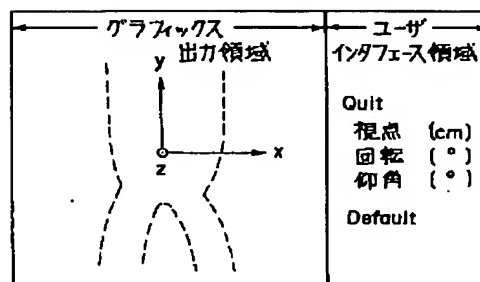 グラフィックス
出力領域
y
x
z
ユーザ
インタフェース領域
Quit
視点 (cm)
回転 (°)
仰角 (°)
Default